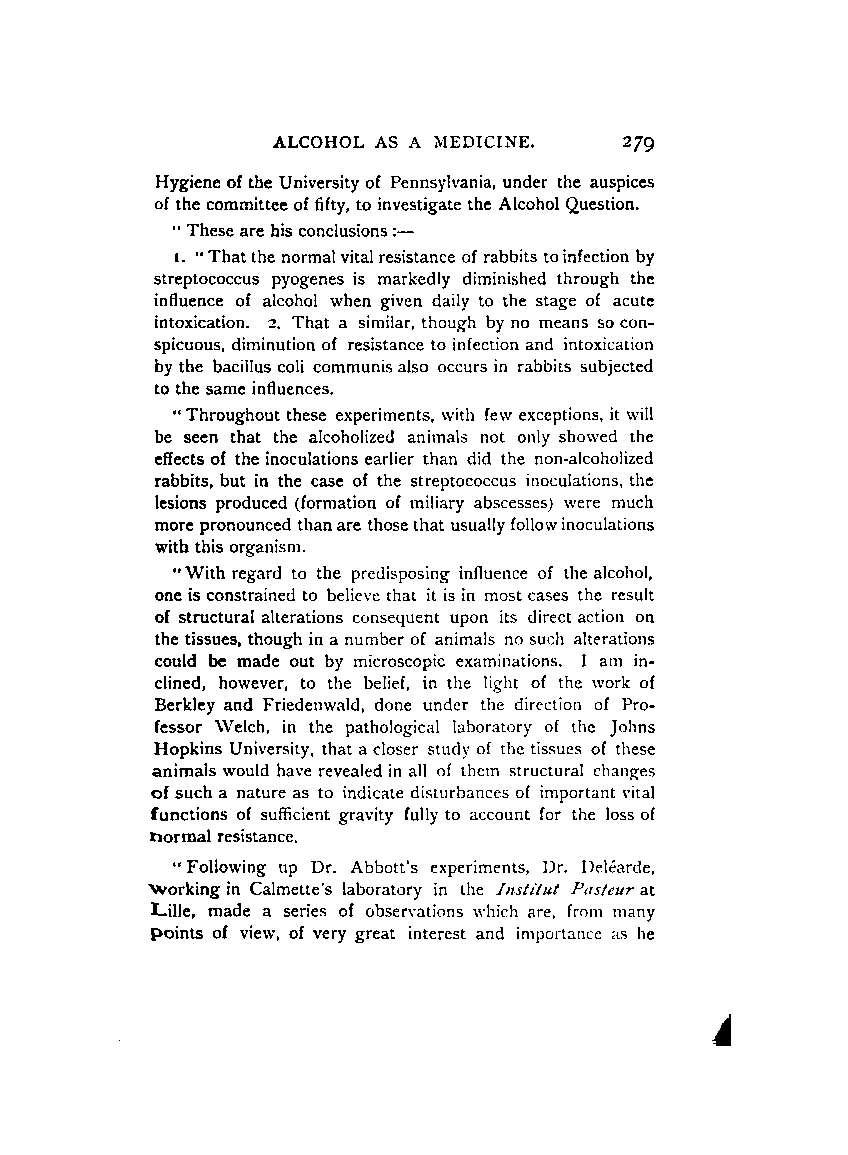 ALCOHOL AS A MEDICINE. 279
Hygiene of the University of Pennsylvania, under the auspices
of the committee of fifty, to investigate the Alcohol Question.
" These are his conclusions :—
1. " That the normal vital resistance of rabbits to infection by
streptococcus pyogenes is markedly diminished through the
influence of alcohol when given daily to the stage of acute
intoxication. 2. That a similar, though by no means so con-
spicuous, diminution of resistance to infection and intoxication
by the bacillus coli communis also occurs in rabbits subjected
to the same influences.
" Throughout these experiments, with few exceptions, it will
be seen that the alcoholized animals not only showed the
effects of the inoculations earlier than did the non-alcoholized
rabbits, but in the case of the streptococcus inoculations, the
lesions produced (formation of miliary abscesses) were much
more pronounced than are those that usually follow inoculations
with this organism.
" With regard to the predisposing influence of the alcohol,
one is constrained to believe that it is in most cases the result
of structural alterations consequent upon its direct action on
the tissues, though in a number of animals no such alterations
could be made out by microscopic examinations. I am in-
clined, however, to the belief, in the light of the work of
Berkley and Friedenwald, done under the direction of Pro-
fessor Welch, in the pathological laboratory of the Johns
Hopkins University, that a closer study of the tissues of these
animals would have revealed in all of them structural changes
of such a nature as to indicate disturbances of important vital
functions of sufficient gravity fully to account for the loss of
normal resistance.
" Following up Dr. Abbott's experiments, Dr. Deléarde,
working in Calmette's laboratory in the Institut Pasteur at
Lille, made a series of observations which are, from many
points of view, of very great interest and importance as he